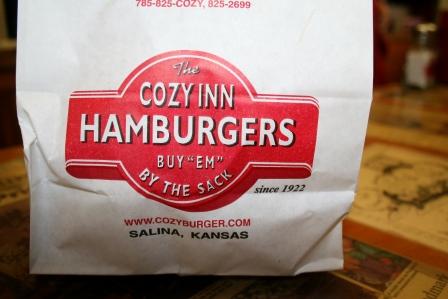 785-825-COZY, 825-2699
The
COZY INN
HAMBURGERS
BUY "EM"
BY THE SACK
since 1922
WWW.COZYBURGER.COM
SALINA, KANSAS